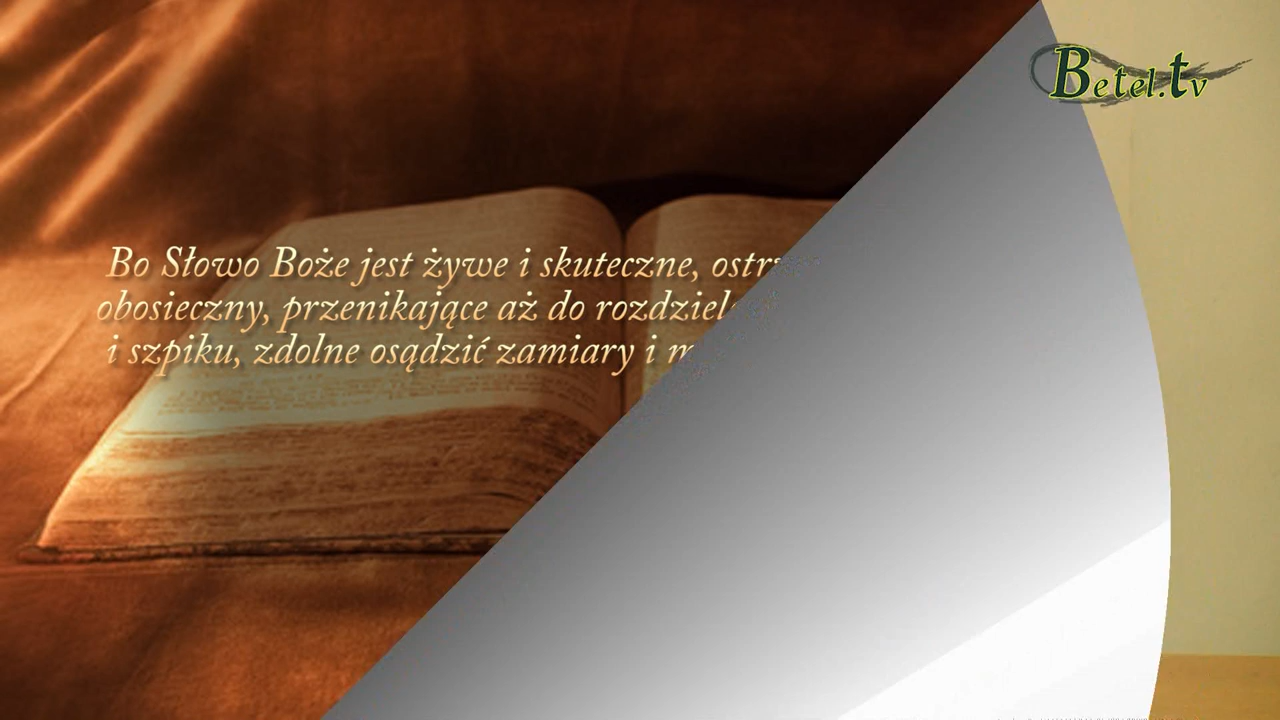 Betel.tv
Bo Słowo Boże jest żywe i skuteczne,
obosieczny, przenikające aż do
i szpiku, zdolne osądzić zamiary i